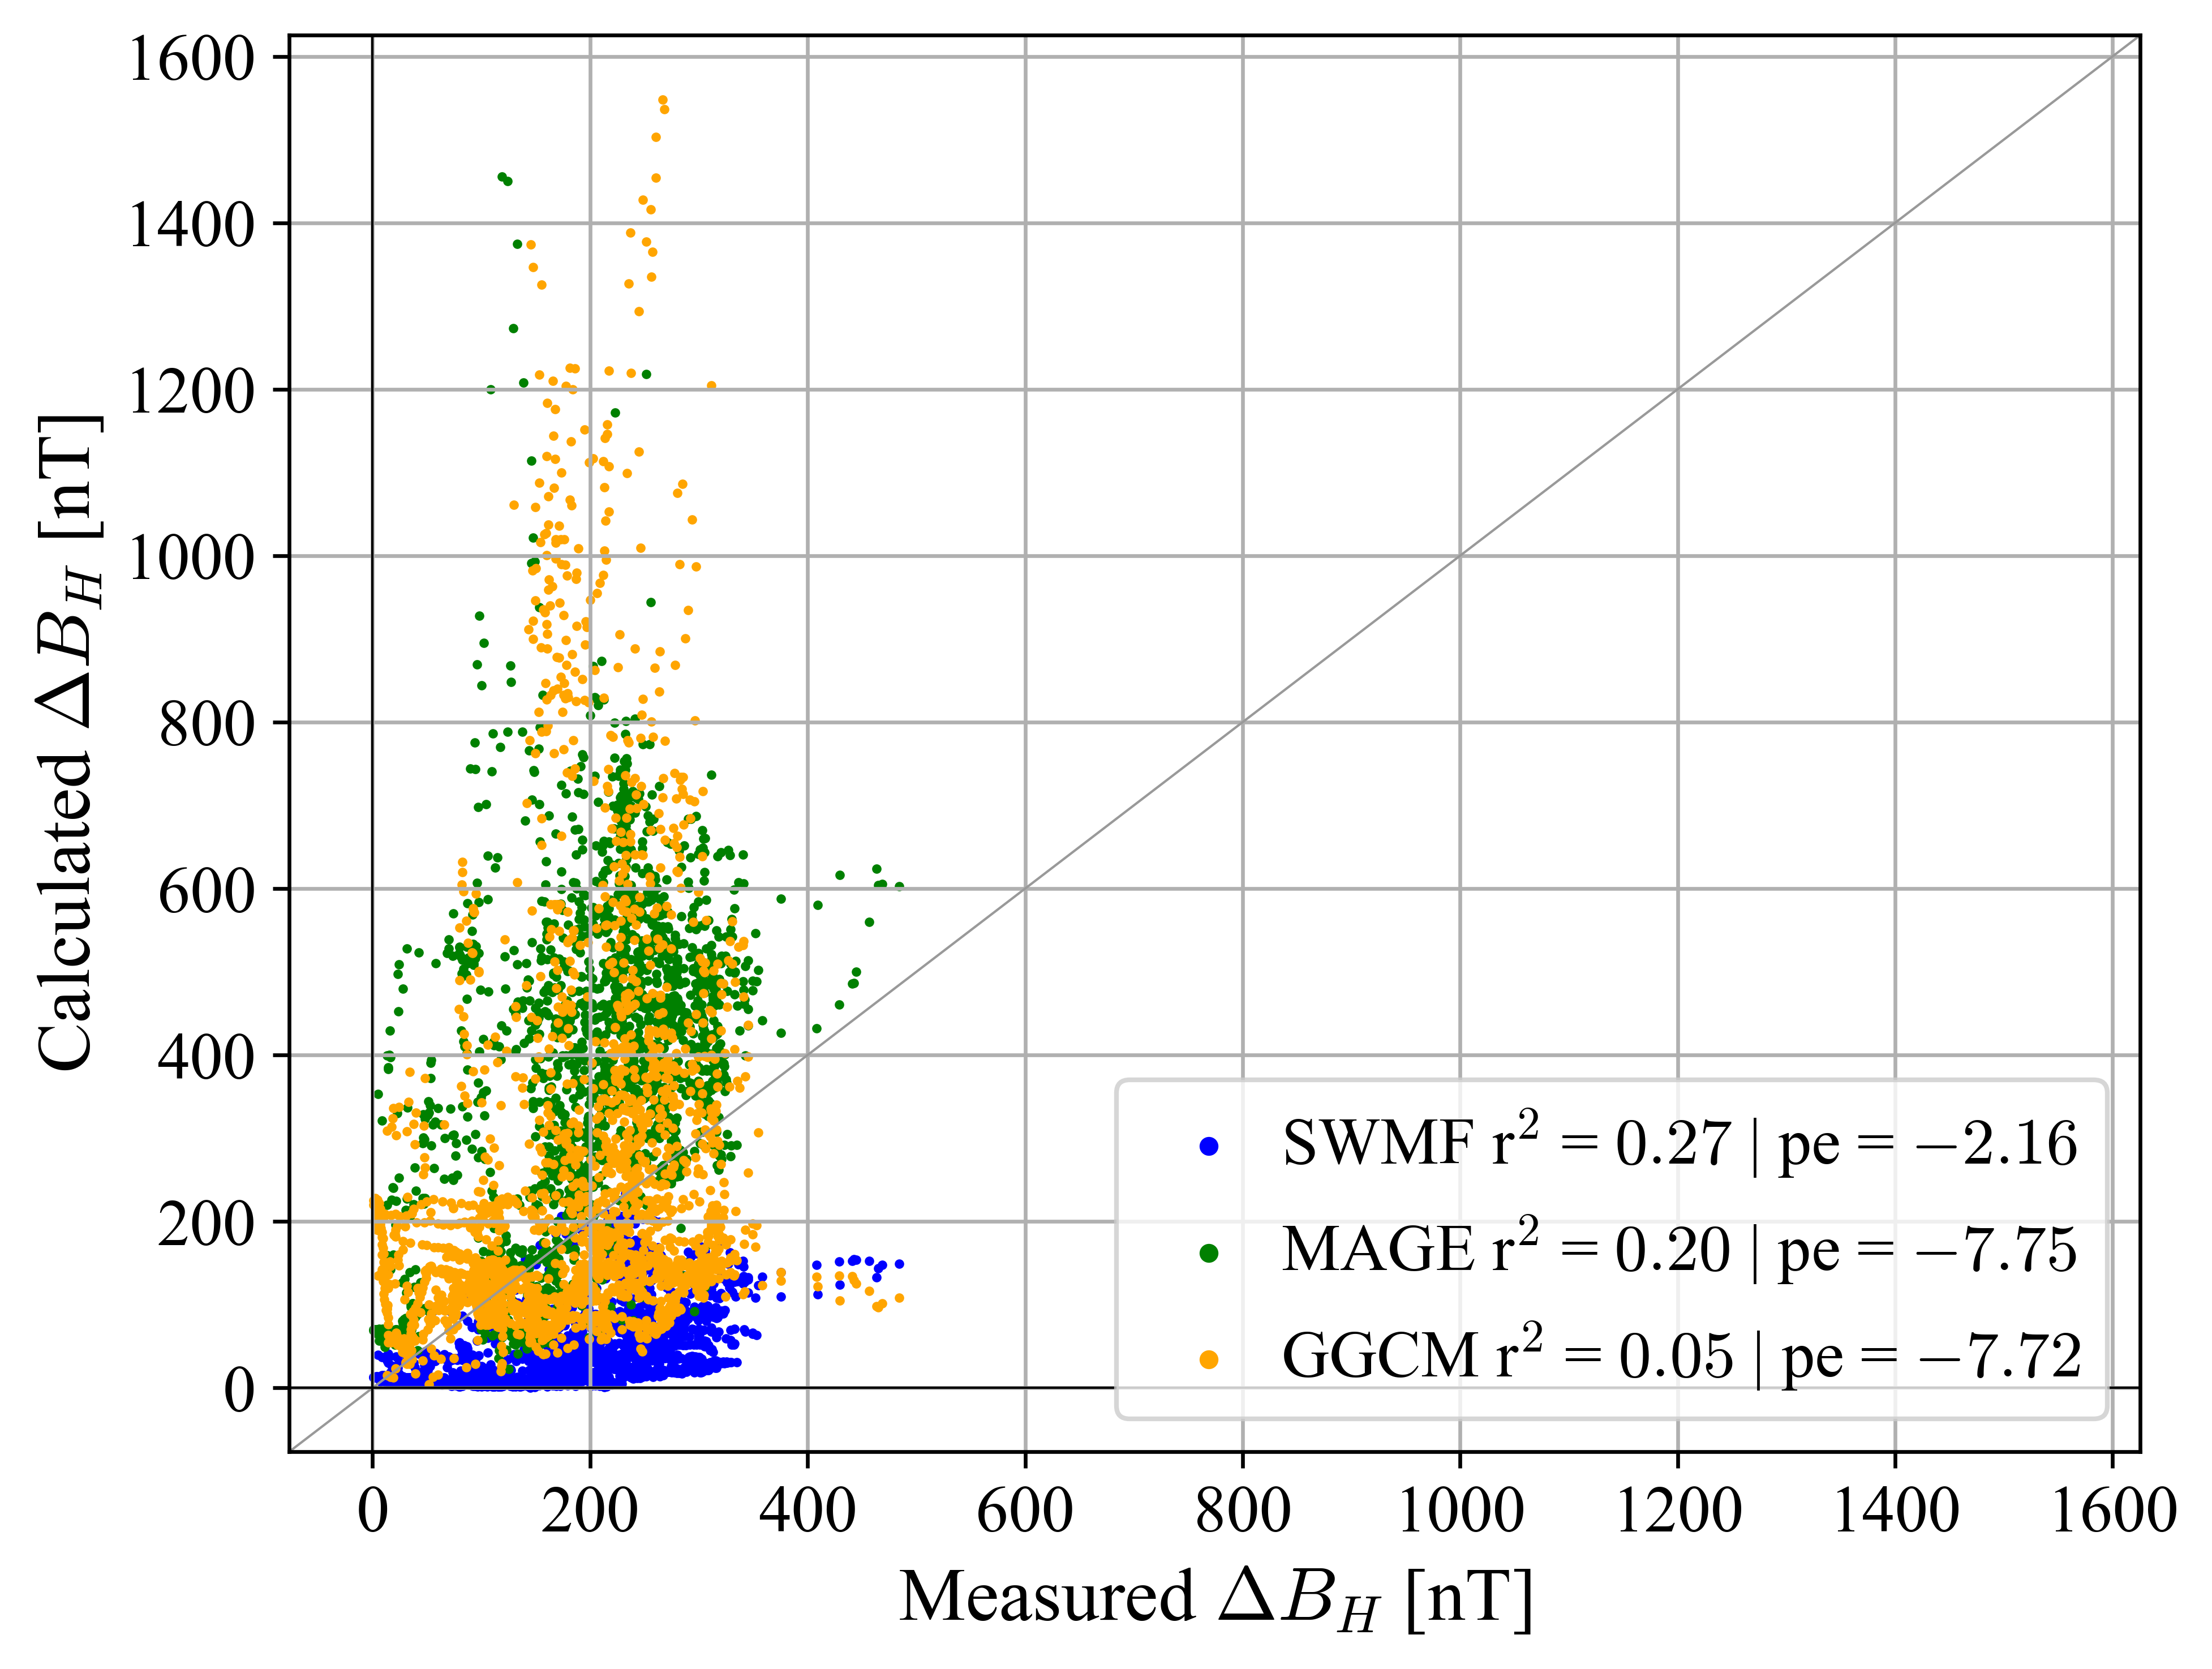 Calculated ΔB_H [nT]
1600
1400
1200
1000
800
600
400
200
0
SWMF r² = 0.27 | pe = −2.16
MAGE r² = 0.20 | pe = −7.75
GGCM r² = 0.05 | pe = −7.72
0 200 400 600 800 1000 1200 1400 1600
Measured ΔB_H [nT]